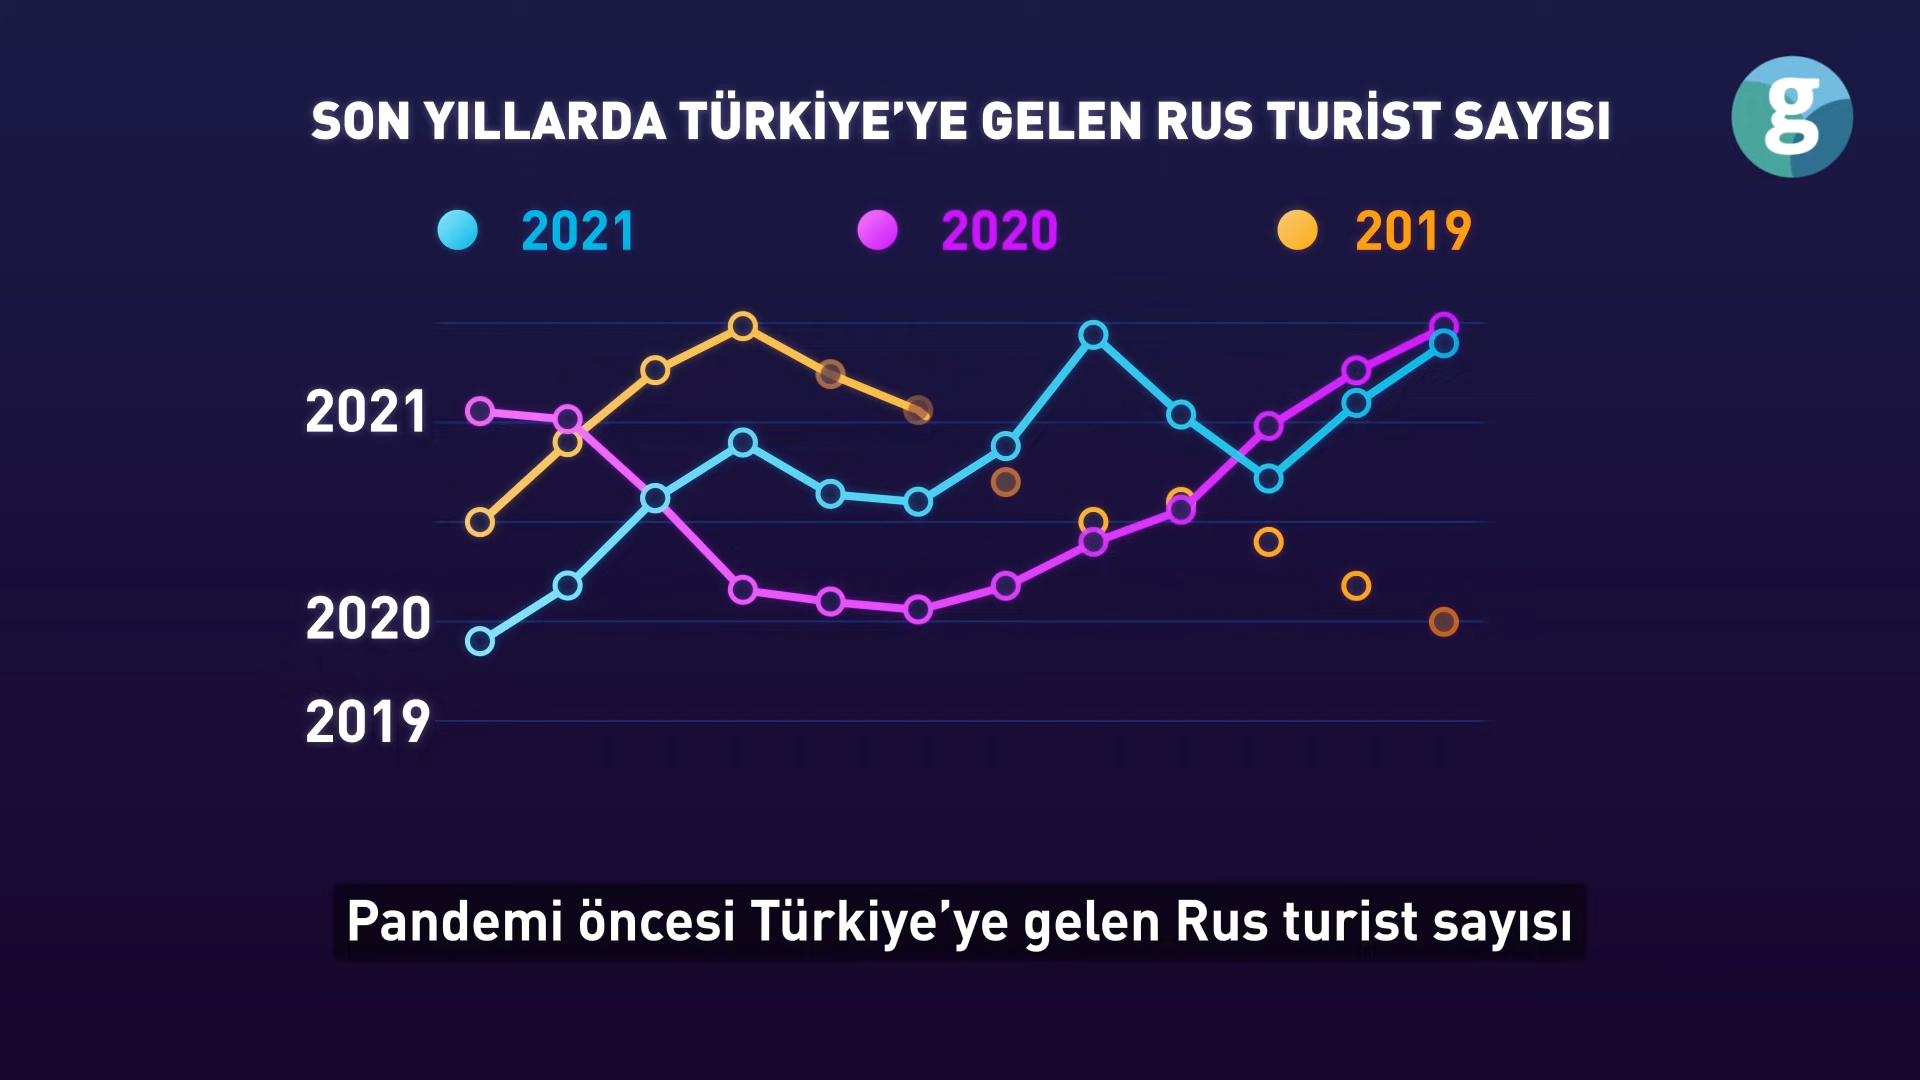 SON YILLARDA TÜRKİYE'YE GELEN RUS TURİST SAYISI
g
2021 2020 2019
2021
2020
2019
Pandemi öncesi Türkiye'ye gelen Rus turist sayısı